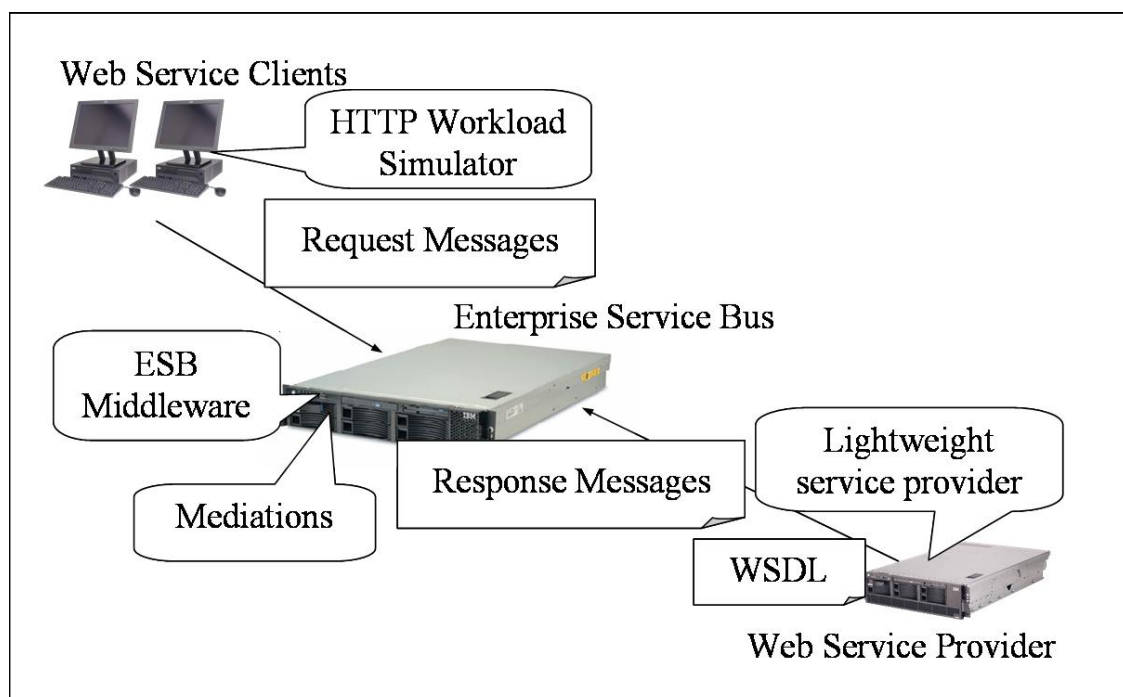 Web Service Clients
HTTP Workload
Simulator
Request Messages
Enterprise Service Bus
ESB
Middleware
IBM
Mediations
Response Messages
Lightweight
service provider
WSDL
Web Service Provider